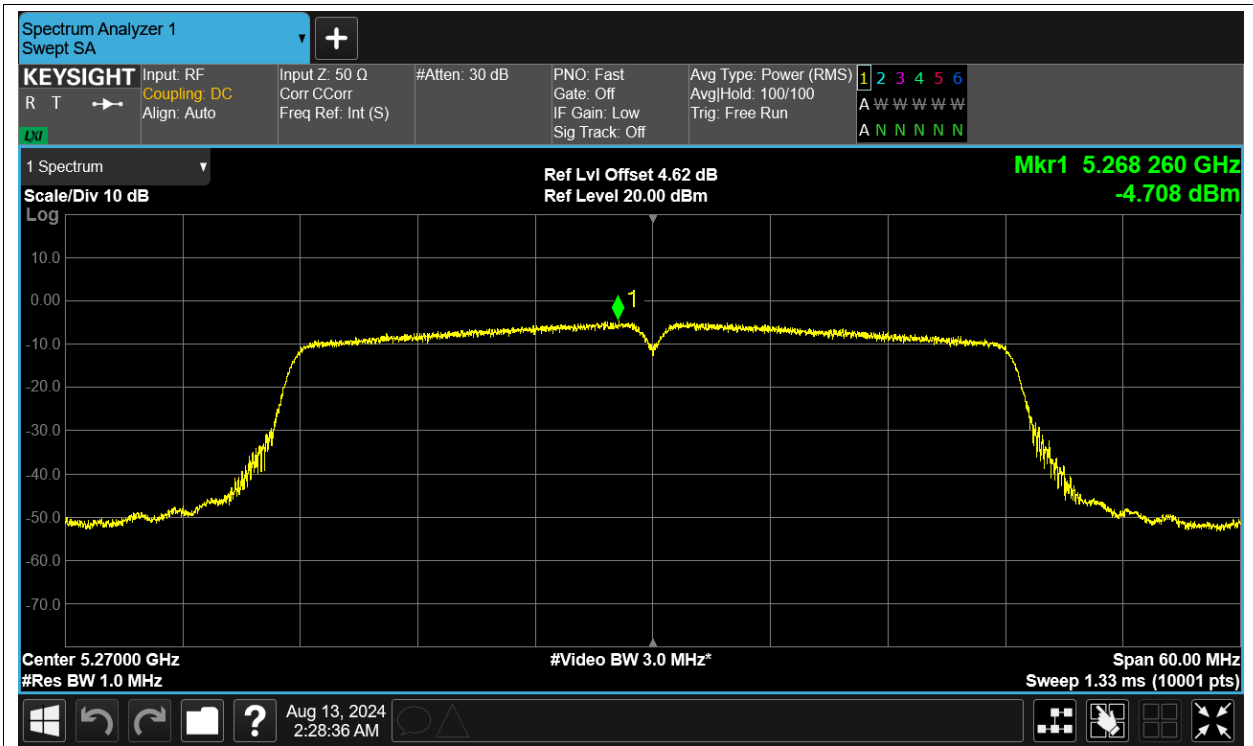 Spectrum Analyzer 1
Swept SA
KEYSIGHT
R T
LXI
Input: RF
Coupling: DC
Align: Auto
Input Z: 50 Ω
Corr CCorr
Freq Ref: Int (S)
#Atten: 30 dB
PNO: Fast
Gate: Off
IF Gain: Low
Sig Track: Off
Avg Type: Power (RMS)
Avg|Hold: 100/100
Trig: Free Run
1 2 3 4 5 6
A W W W W W
A N N N N N
1 Spectrum
Scale/Div 10 dB
Log
Ref Lvl Offset 4.62 dB
Ref Level 20.00 dBm
Mkr1 5.268 260 GHz
-4.708 dBm
10.0
0.00
-10.0
-20.0
-30.0
-40.0
-50.0
-60.0
-70.0
1
Center 5.27000 GHz
#Res BW 1.0 MHz
#Video BW 3.0 MHz*
Span 60.00 MHz
Sweep 1.33 ms (10001 pts)
?
Aug 13, 2024
2:28:36 AM